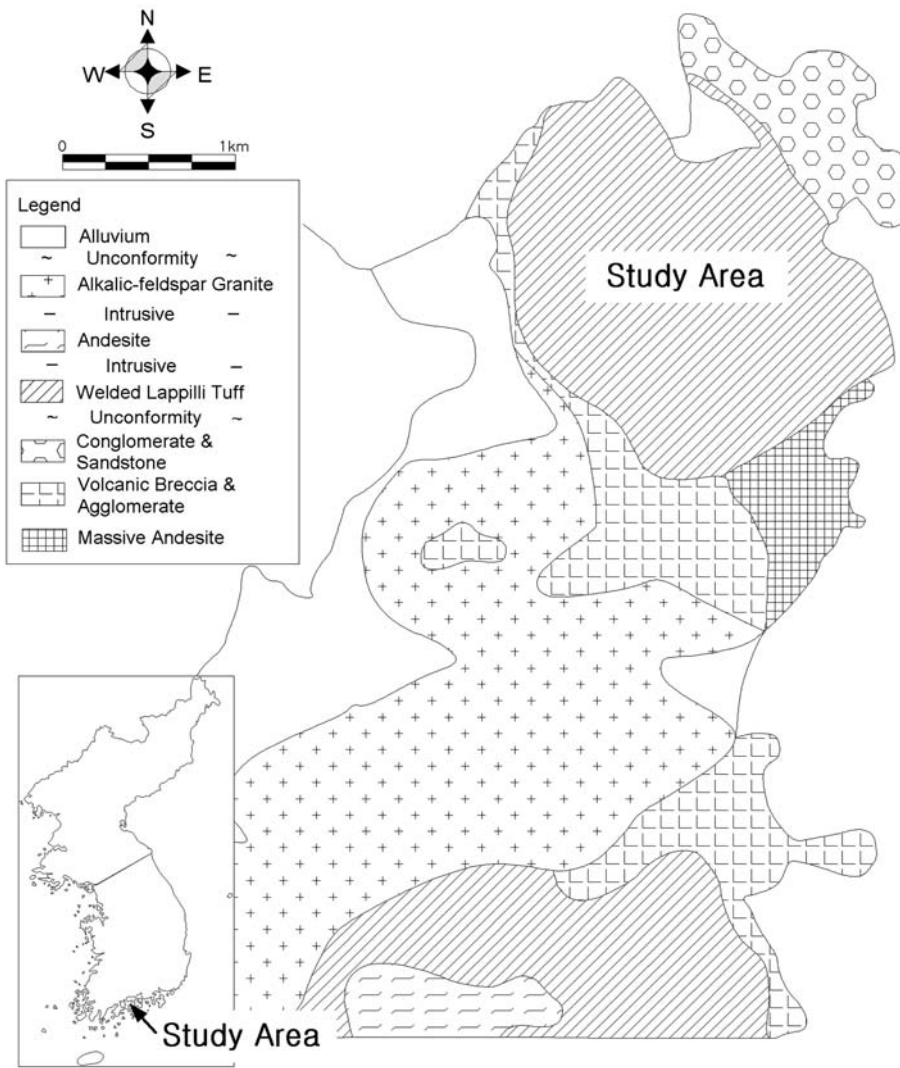 N
W E
S
0 1km
Legend
Alluvium
~ Unconformity ~
Alkalic-feldspar Granite
– Intrusive –
Andesite
– Intrusive –
Welded Lappilli Tuff
~ Unconformity ~
Conglomerate &
Sandstone
Volcanic Breccia &
Agglomerate
Massive Andesite
Study Area
Study Area